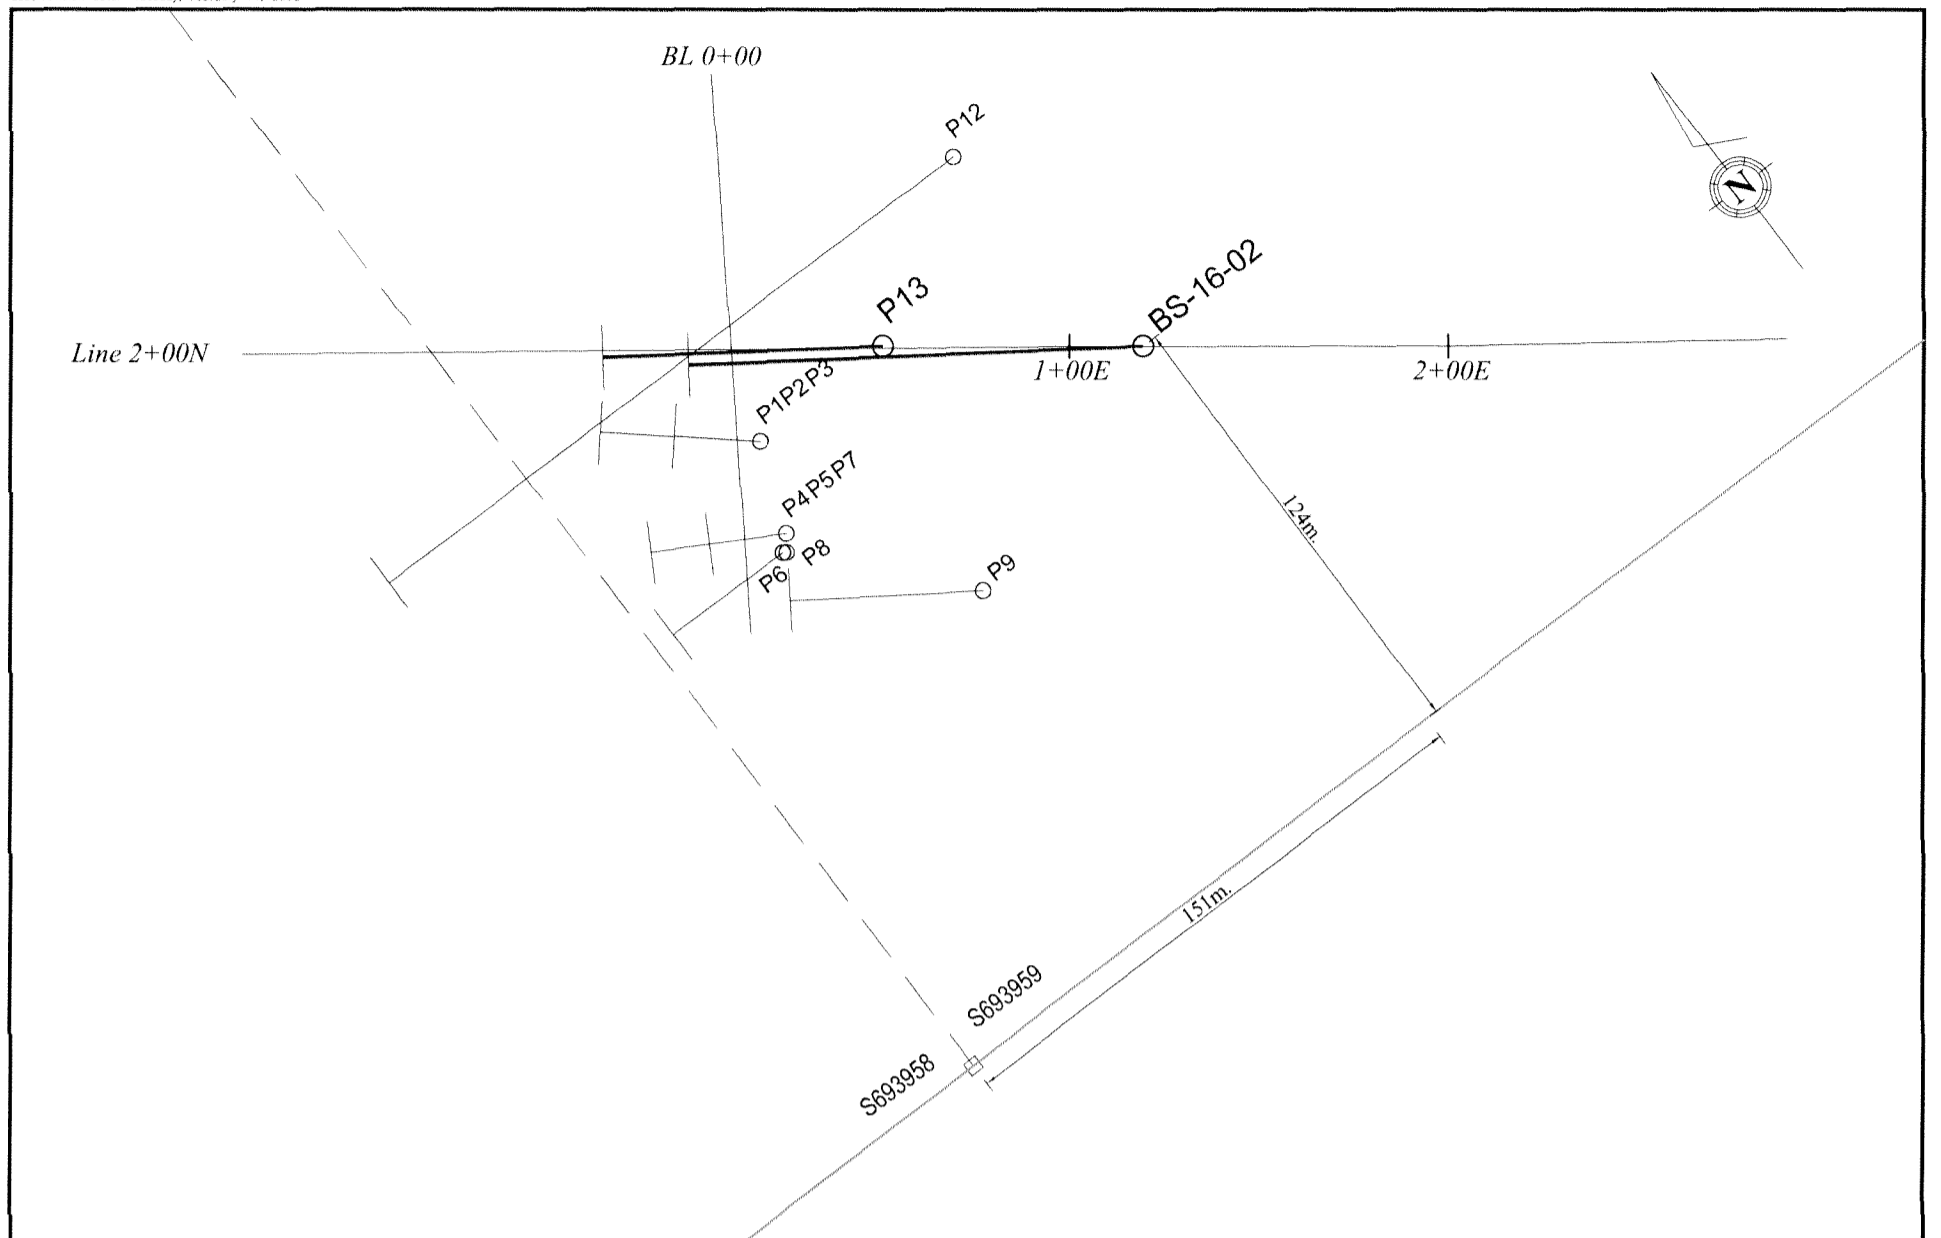 BL 0+00
P12
N
BS-16-02
P13
Line 2+00N
1+00E
2+00E
P1P2P3
P4P5P7
P8
P6
P9
124m.
151m.
S693959
S693958